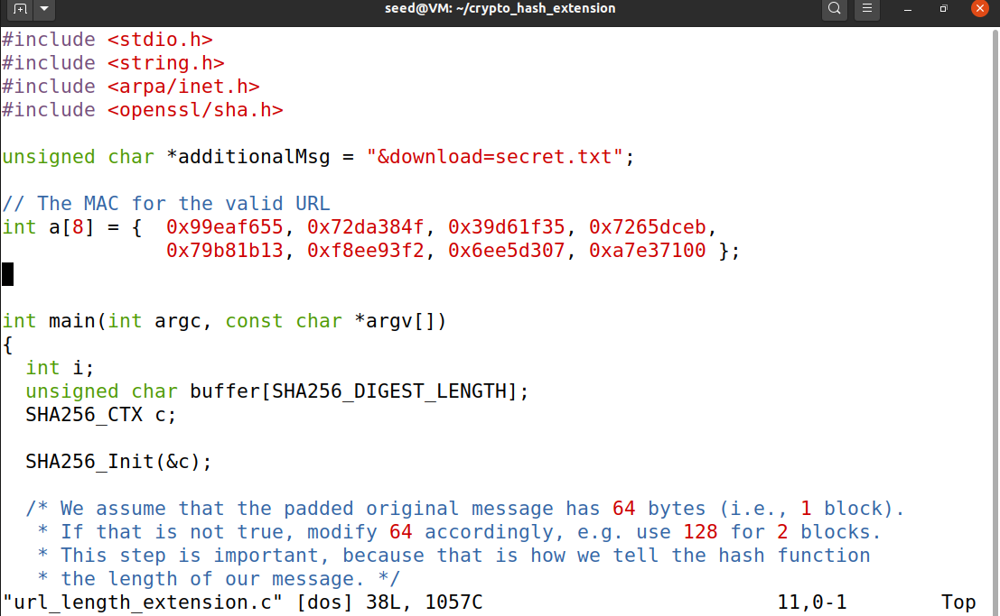 seed@VM: ~/crypto_hash_extension
#include <stdio.h>
#include <string.h>
#include <arpa/inet.h>
#include <openssl/sha.h>
unsigned char *additionalMsg = "&download=secret.txt";
// The MAC for the valid URL
int a[8] = {  0x99eaf655, 0x72da384f, 0x39d61f35, 0x7265dceb,
              0x79b81b13, 0xf8ee93f2, 0x6ee5d307, 0xa7e37100 };
int main(int argc, const char *argv[])
{
  int i;
  unsigned char buffer[SHA256_DIGEST_LENGTH];
  SHA256_CTX c;
  SHA256_Init(&c);
  /* We assume that the padded original message has 64 bytes (i.e., 1 block).
   * If that is not true, modify 64 accordingly, e.g. use 128 for 2 blocks.
   * This step is important, because that is how we tell the hash function
   * the length of our message. */
"url_length_extension.c" [dos] 38L, 1057C 11,0-1 Top